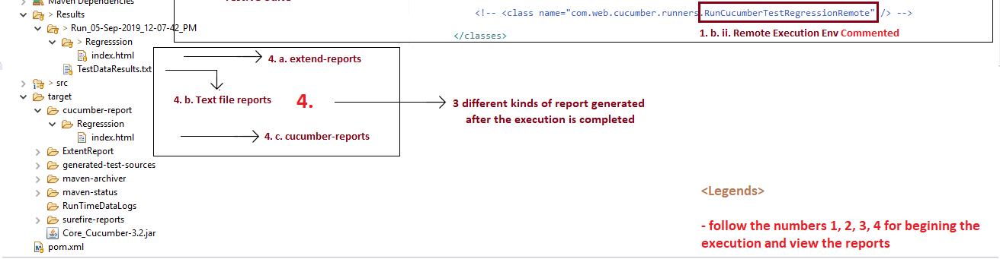 Maven Dependencies
> Results
> Run_05-Sep-2019_12-07-42_PM
> Regresssion
index.html
TestDataResults.txt
> src
target
cucumber-report
Regresssion
index.html
ExtentReport
generated-test-sources
maven-archiver
maven-status
RunTimeDataLogs
surefire-reports
Core_Cucumber-3.2.jar
pom.xml
<!-- <class name="com.web.cucumber.runners.RunCucumberTestRegressionRemote" /> -->
</classes>
1. b. ii. Remote Execution Env Commented
4. a. extend-reports
4. b. Text file reports
4.
4. c. cucumber-reports
3 different kinds of report generated
after the execution is completed
<Legends>
- follow the numbers 1, 2, 3, 4 for begining the
execution and view the reports